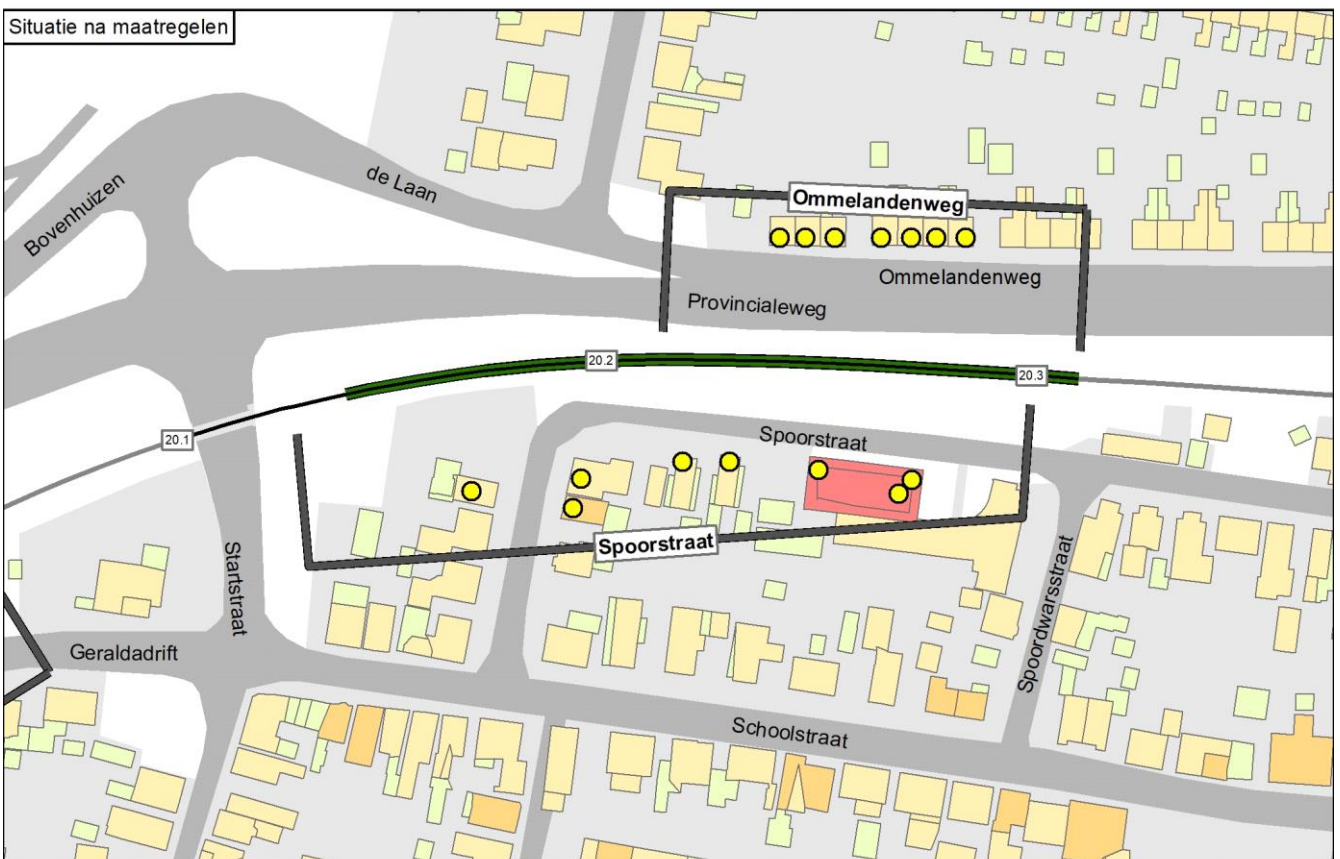 Situatie na maatregelen
Bovenhuizen
de Laan
Ommelandenweg
Ommelandenweg
Provincialeweg
20.2
20.3
20.1
Spoorstraat
Spoorstraat
Startstraat
Spoordwarsstraat
Geraldadrift
Schoolstraat